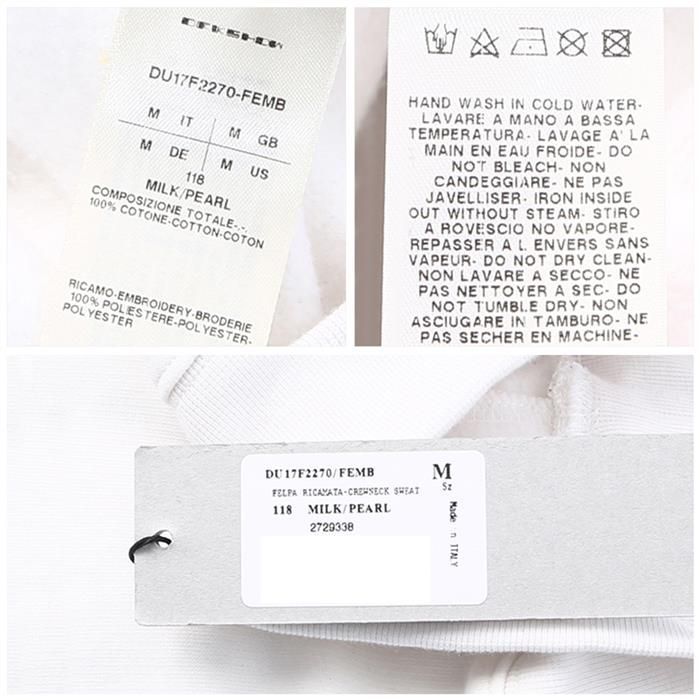 DRKSHDW
DU17F2270-FEMB
M IT M GB
M DE M US
118
MILK/PEARL
COMPOSIZIONE TOTALE-.-
100% COTONE-COTTON-COTON
RICAMO-EMBROIDERY-BRODERIE
100% POLIESTERE-POLYESTER-
POLYESTER
HAND WASH IN COLD WATER-
LAVARE A MANO A BASSA
TEMPERATURA- LAVAGE A' LA
MAIN EN EAU FROIDE- DO
NOT BLEACH- NON
CANDEGGIARE- NE PAS
JAVELLISER- IRON INSIDE
OUT WITHOUT STEAM- STIRO
A ROVESCIO NO VAPORE-
REPASSER A L ENVERS SANS
VAPEUR- DO NOT DRY CLEAN-
NON LAVARE A SECCO- NE
PAS NETTOYER A SEC- DO
NOT TUMBLE DRY- NON
ASCIUGARE IN TAMBURO- NE
PAS SECHER EN MACHINE-
DU17F2270/FEMB
M
Sz
FELPA RICAMATA-CREWNECK SWEAT
118 MILK/PEARL
2729338
Made in ITALY